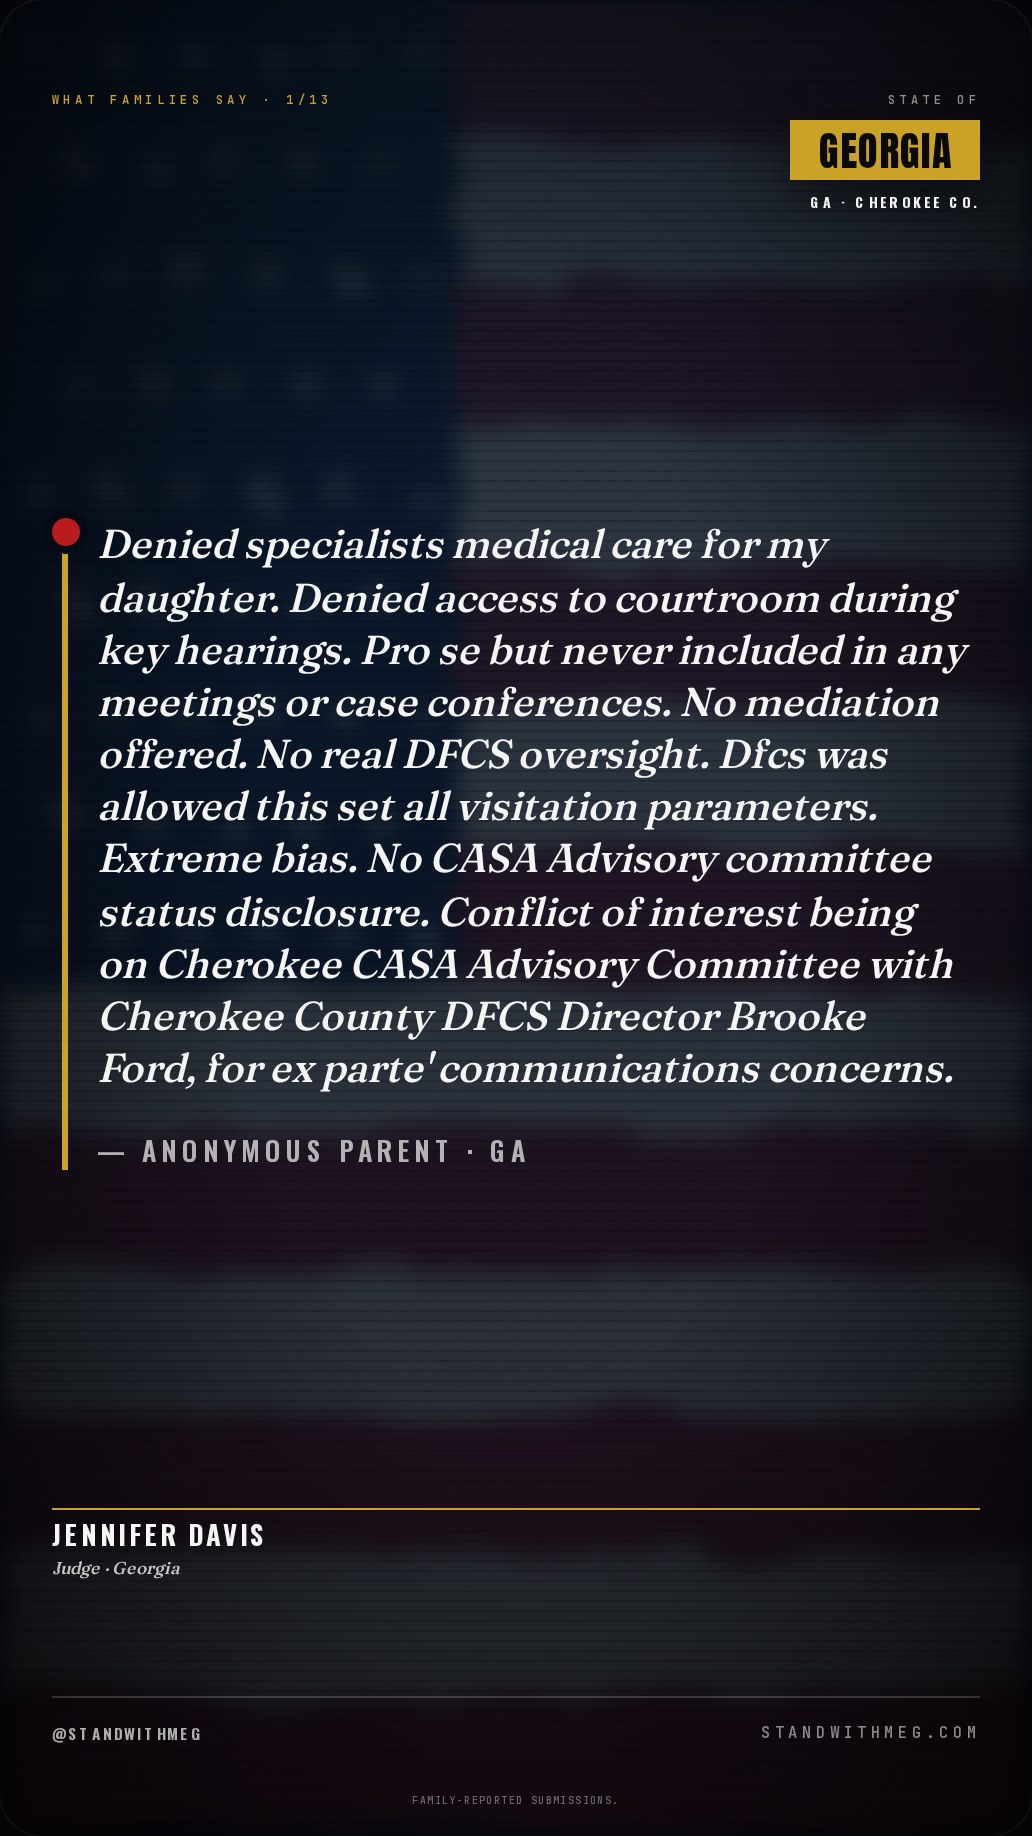 WHAT FAMILIES SAY · 1/13
STATE OF
GEORGIA
GA · CHEROKEE CO.
Denied specialists medical care for my
daughter. Denied access to courtroom during
key hearings. Pro se but never included in any
meetings or case conferences. No mediation
offered. No real DFCS oversight. Dfcs was
allowed this set all visitation parameters.
Extreme bias. No CASA Advisory committee
status disclosure. Conflict of interest being
on Cherokee CASA Advisory Committee with
Cherokee County DFCS Director Brooke
Ford, for ex parte' communications concerns.
— ANONYMOUS PARENT · GA
JENNIFER DAVIS
Judge · Georgia
@STANDWITHMEG
STANDWITHMEG.COM
FAMILY-REPORTED SUBMISSIONS.